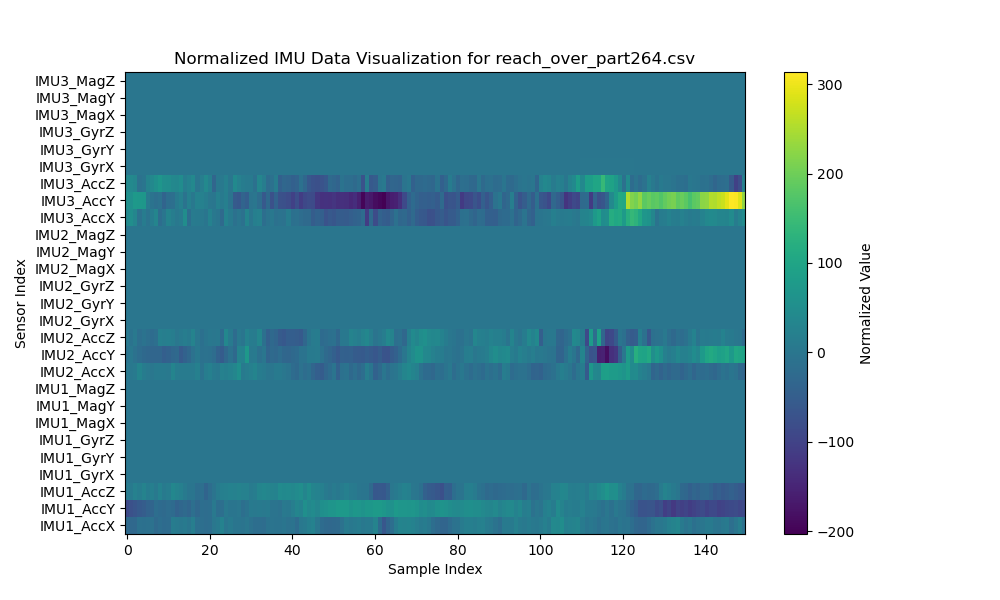 Normalized IMU Data Visualization for reach_over_part264.csv
IMU3_MagZ
IMU3_MagY
IMU3_MagX
IMU3_GyrZ
IMU3_GyrY
IMU3_GyrX
IMU3_AccZ
IMU3_AccY
IMU3_AccX
IMU2_MagZ
IMU2_MagY
IMU2_MagX
IMU2_GyrZ
IMU2_GyrY
IMU2_GyrX
IMU2_AccZ
IMU2_AccY
IMU2_AccX
IMU1_MagZ
IMU1_MagY
IMU1_MagX
IMU1_GyrZ
IMU1_GyrY
IMU1_GyrX
IMU1_AccZ
IMU1_AccY
IMU1_AccX
Sensor Index
0 20 40 60 80 100 120 140
Sample Index
300
200
100
0
−100
−200
Normalized Value